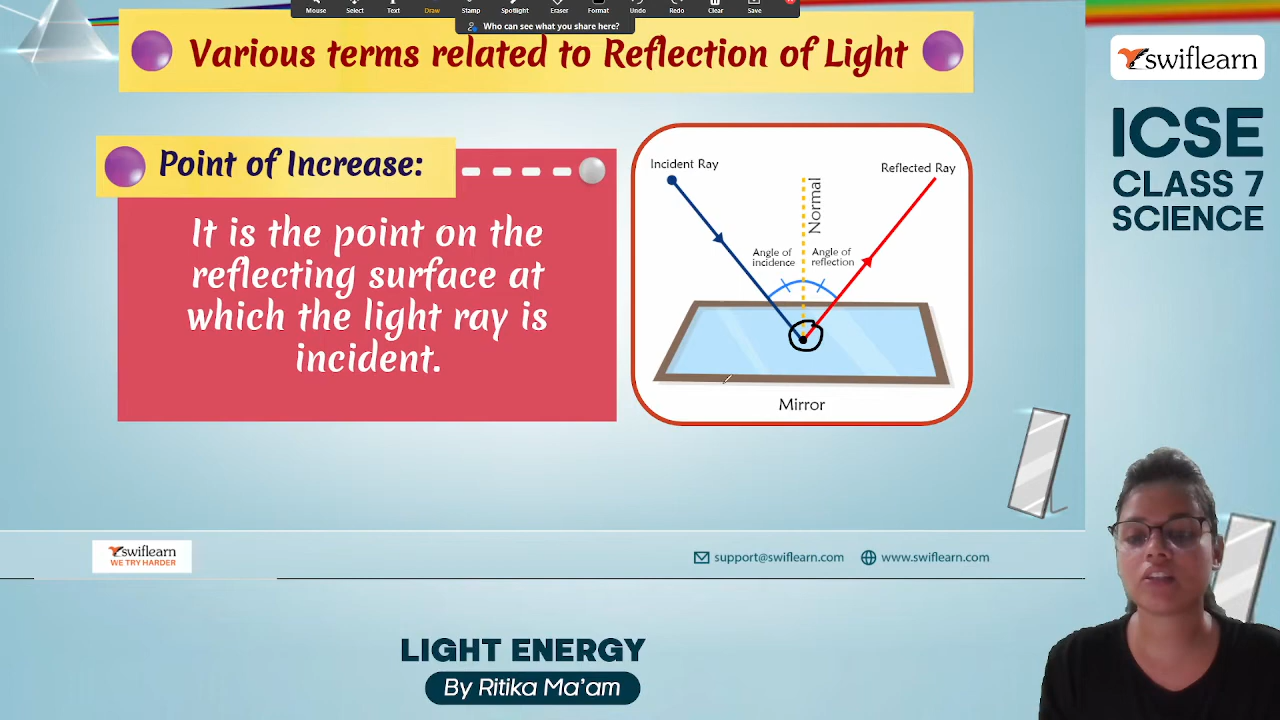 Mouse Select Text Draw Stamp Spotlight Eraser Format Undo Redo Clear Save
Who can see what you share here?
Various terms related to Reflection of Light
swiflearn
ICSE
CLASS 7
SCIENCE
Point of Increase:
It is the point on the
reflecting surface at
which the light ray is
incident.
Incident Ray
Reflected Ray
Normal
Angle of
incidence
Angle of
reflection
Mirror
swiflearn
WE TRY HARDER
support@swiflearn.com
www.swiflearn.com
LIGHT ENERGY
By Ritika Ma'am